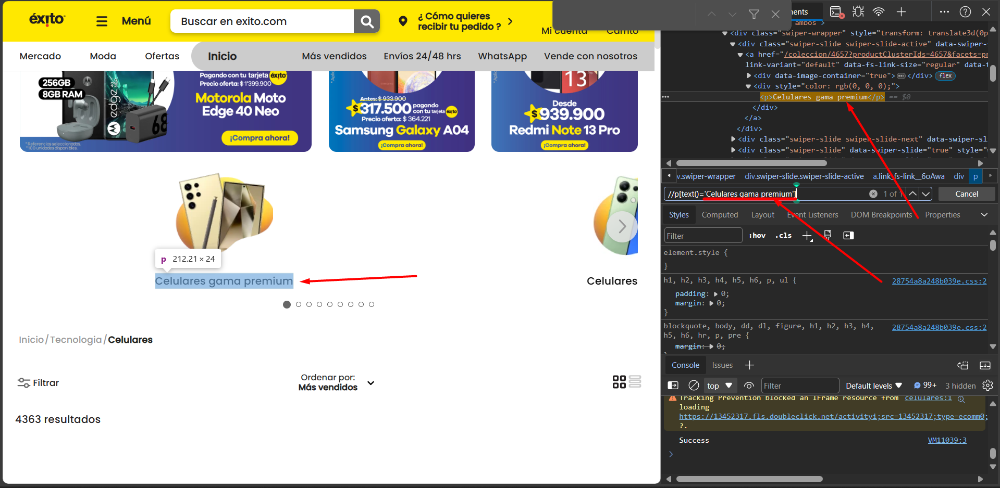 éxito
Menú
Buscar en exito.com
¿ Cómo quieres
recibir tu pedido ?
Mi cuenta
Carrito
Mercado
Moda
Ofertas
Inicio
Más vendidos
Envíos 24/48 hrs
WhatsApp
Vende con nosotros
256GB
8GB RAM
edge
68
Pagando con tu tarjeta éxito
Precio oferta: $ 1'399.900
Motorola Moto
Edge 40 Neo
¡Compra ahora!
*Referencias seleccionadas.
*100 unidades disponibles.
Antes: $ 933.900
$317.500 pagando
con tu tarjeta éxito
Precio oferta: $ 364.221
Samsung Galaxy A04
¡Compra ahora!
13
Desde
$939.900
Redmi Note 13 Pro
¡Compra ahora!
p 212.21 × 24
Celulares gama premium
Celulares
Inicio/Tecnologia/Celulares
Filtrar
Ordenar por:
Más vendidos
4363 resultados
nents
ambos >
<div class="swiper-wrapper" style="transform: translate3d(0p
<div class="swiper-slide swiper-slide-active" data-swiper-
<a href="/coleccion/4657?productClusterIds=4657&facets=pr
link-variant="default" data-fs-link-size="regular" data-t
<div data-image-container="true">⋯</div> flex
<div style="color: rgb(0, 0, 0);">
<p>Celulares gama premium</p> == $0
</div>
</a>
</div>
<div class="swiper-slide swiper-slide-next" data-swiper-sl
<div class="swiper-slide" data-swiper-slide="true" style="
v.swiper-wrapper div.swiper-slide.swiper-slide-active a.link_fs-link__6oAwa div p
//p[text()='Celulares gama premium']
1 of 1
Cancel
Styles
Computed
Layout
Event Listeners
DOM Breakpoints
Properties
Filter
:hov
.cls
element.style {
}
h1, h2, h3, h4, h5, h6, p, ul {
28754a8a248b039e.css:2
padding: 0;
margin: 0;
}
blockquote, body, dd, dl, figure, h1, h2, h3, h4,
h5, h6, hr, p, pre {
28754a8a248b039e.css:2
margin: 0;
Console
Issues
top
Filter
Default levels
99+
3 hidden
Tracking Prevention blocked an IFrame resource from
celulares:1
loading
https://13452317.fls.doubleclick.net/activityi;src=13452317;type=ecomm0;
?.
Success
VM11039:3